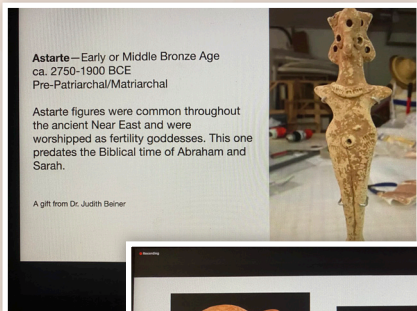 Astarte—Early or Middle Bronze Age
ca. 2750-1900 BCE
Pre-Patriarchal/Matriarchal
Astarte figures were common throughout
the ancient Near East and were
worshipped as fertility goddesses. This one
predates the Biblical time of Abraham and
Sarah.
A gift from Dr. Judith Beiner
Recording